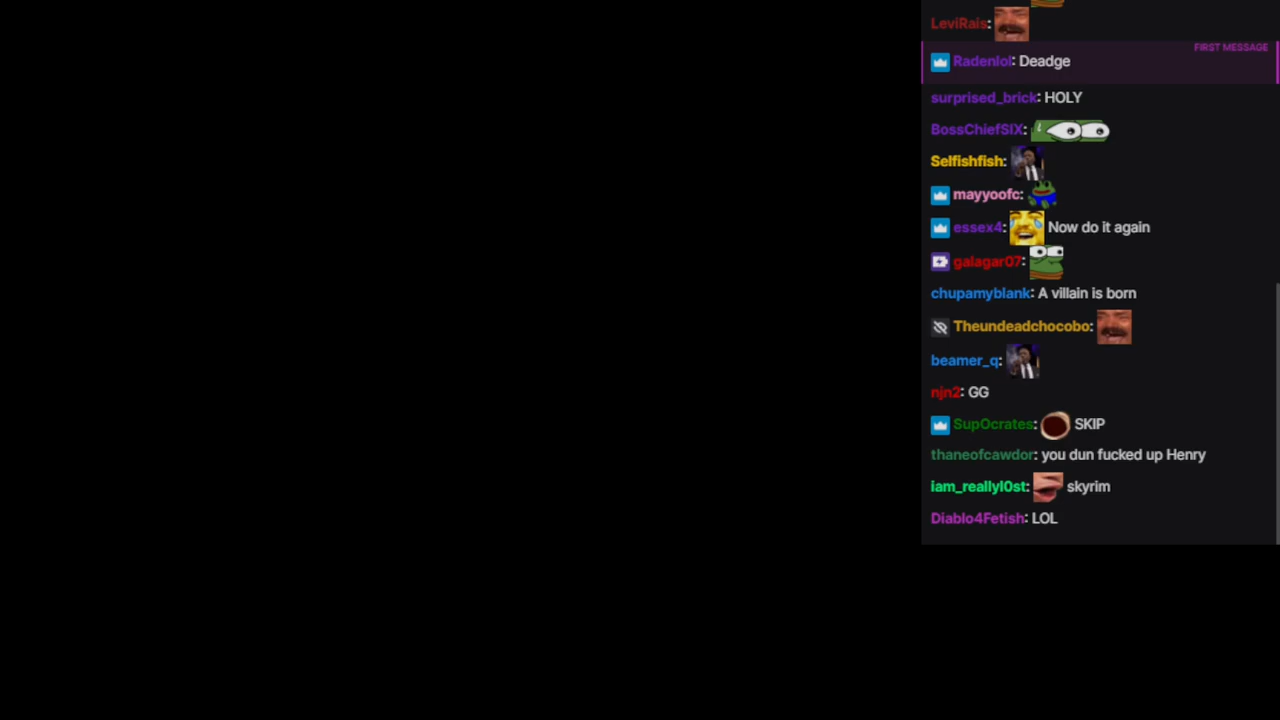 LeviRais:
FIRST MESSAGE
Radenlol: Deadge
surprised_brick: HOLY
BossChiefSIX:
Selfishfish:
mayyoofc:
essex4: Now do it again
galagar07:
chupamyblank: A villain is born
Theundeadchocobo:
beamer_q:
njn2: GG
SupOcrates: SKIP
thaneofcawdor: you dun fucked up Henry
iam_reallyl0st: skyrim
Diablo4Fetish: LOL